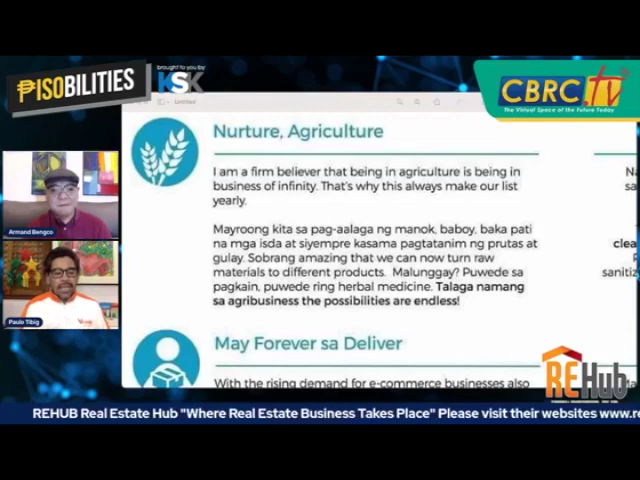 ₱ISOBILITIES
brought to you by
KSK
CBRC.tv
The Virtual Space of the Future Today
Untitled
Nurture, Agriculture
I am a firm believer that being in agriculture is being in
business of infinity. That's why this always make our list
yearly.
Mayroong kita sa pag-aalaga ng manok, baboy, baka pati
na mga isda at siyempre kasama pagtatanim ng prutas at
gulay. Sobrang amazing that we can now turn raw
materials to different products. Malunggay? Puwede sa
pagkain, puwede ring herbal medicine. Talaga namang
sa agribusiness the possibilities are endless!
May Forever sa Deliver
With the rising demand for e-commerce businesses also
Armand Bengco
Paulo Tibig
REHub
REHUB Real Estate Hub "Where Real Estate Business Takes Place" Please visit their websites www.re